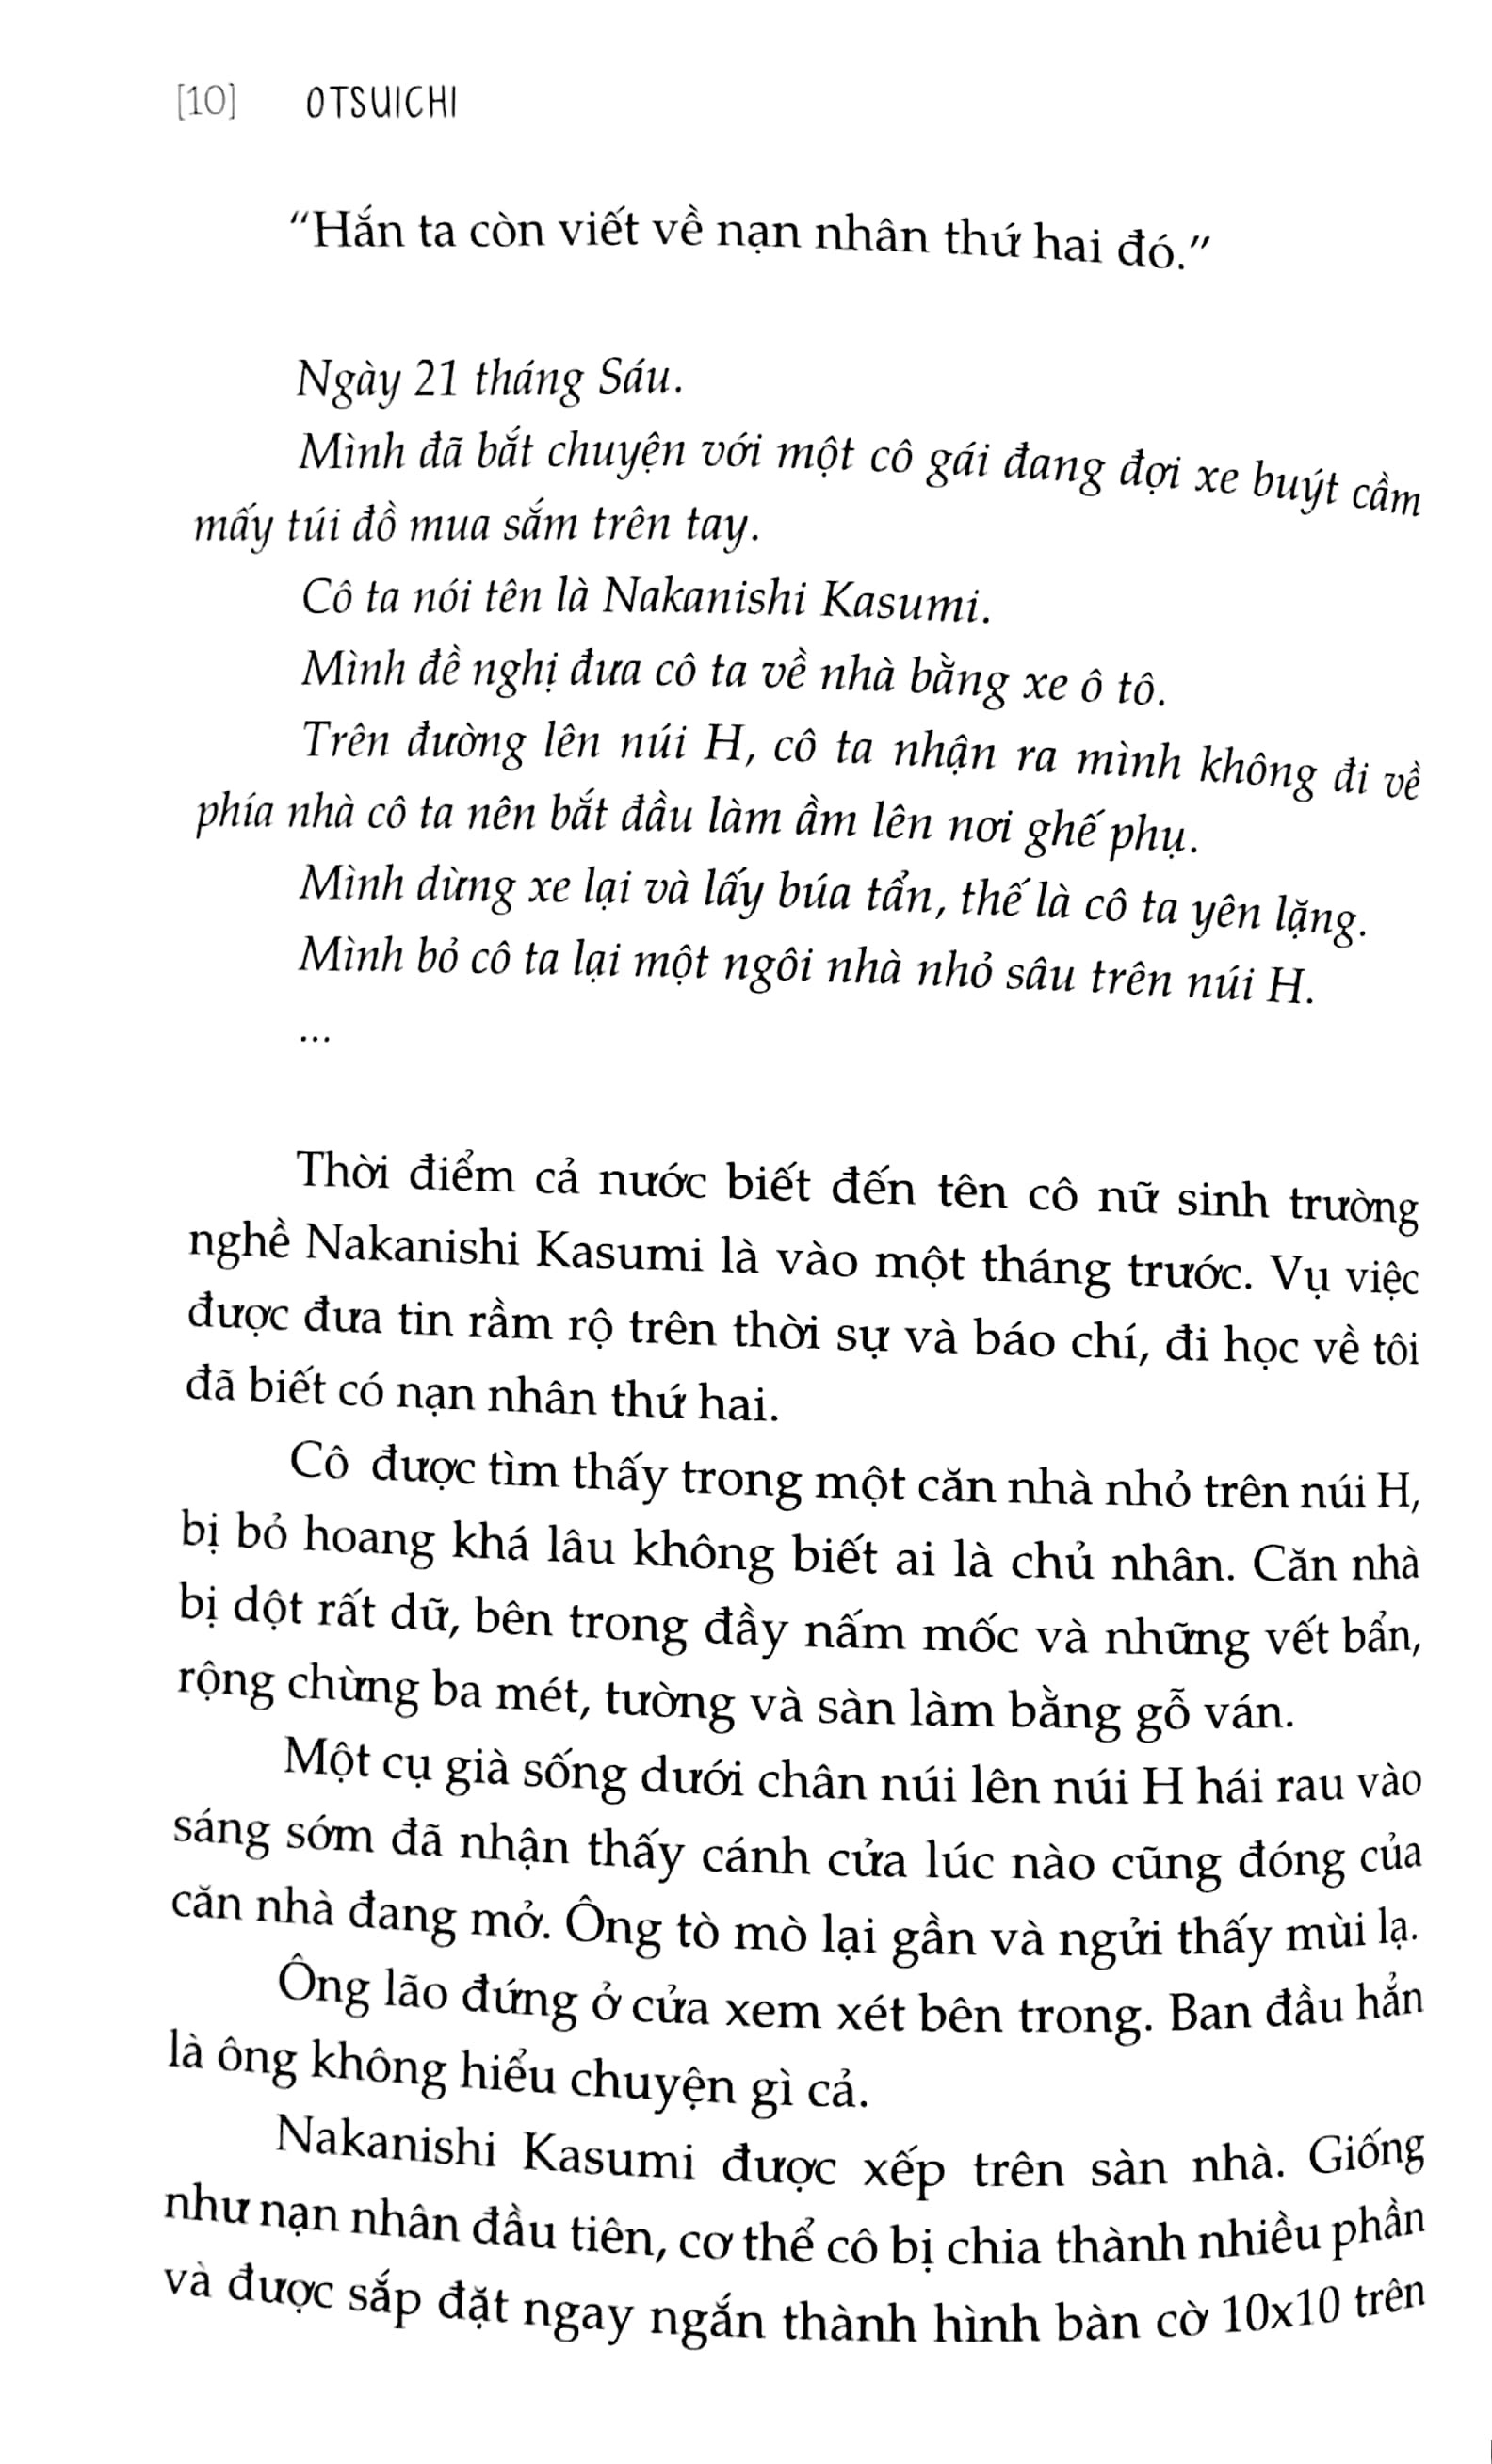 [10] OTSUICHI
“Hắn ta còn viết về nạn nhân thứ hai đó.”
Ngày 21 tháng Sáu.
Mình đã bắt chuyện với một cô gái đang đợi xe buýt cầm
mấy túi đồ mua sắm trên tay.
Cô ta nói tên là Nakanishi Kasumi.
Mình đề nghị đưa cô ta về nhà bằng xe ô tô.
Trên đường lên núi H, cô ta nhận ra mình không đi về
phía nhà cô ta nên bắt đầu làm ầm lên nơi ghế phụ.
Mình dừng xe lại và lấy búa tẩn, thế là cô ta yên lặng.
Mình bỏ cô ta lại một ngôi nhà nhỏ sâu trên núi H.
...
Thời điểm cả nước biết đến tên cô nữ sinh trường
nghề Nakanishi Kasumi là vào một tháng trước. Vụ việc
được đưa tin rầm rộ trên thời sự và báo chí, đi học về tôi
đã biết có nạn nhân thứ hai.
Cô được tìm thấy trong một căn nhà nhỏ trên núi H,
bị bỏ hoang khá lâu không biết ai là chủ nhân. Căn nhà
bị dột rất dữ, bên trong đầy nấm mốc và những vết bẩn,
rộng chừng ba mét, tường và sàn làm bằng gỗ ván.
Một cụ già sống dưới chân núi lên núi H hái rau vào
sáng sớm đã nhận thấy cánh cửa lúc nào cũng đóng của
căn nhà đang mở. Ông tò mò lại gần và ngửi thấy mùi lạ.
Ông lão đứng ở cửa xem xét bên trong. Ban đầu hẳn
là ông không hiểu chuyện gì cả.
Nakanishi Kasumi được xếp trên sàn nhà. Giống
như nạn nhân đầu tiên, cơ thể cô bị chia thành nhiều phần
và được sắp đặt ngay ngắn thành hình bàn cờ 10x10 trên